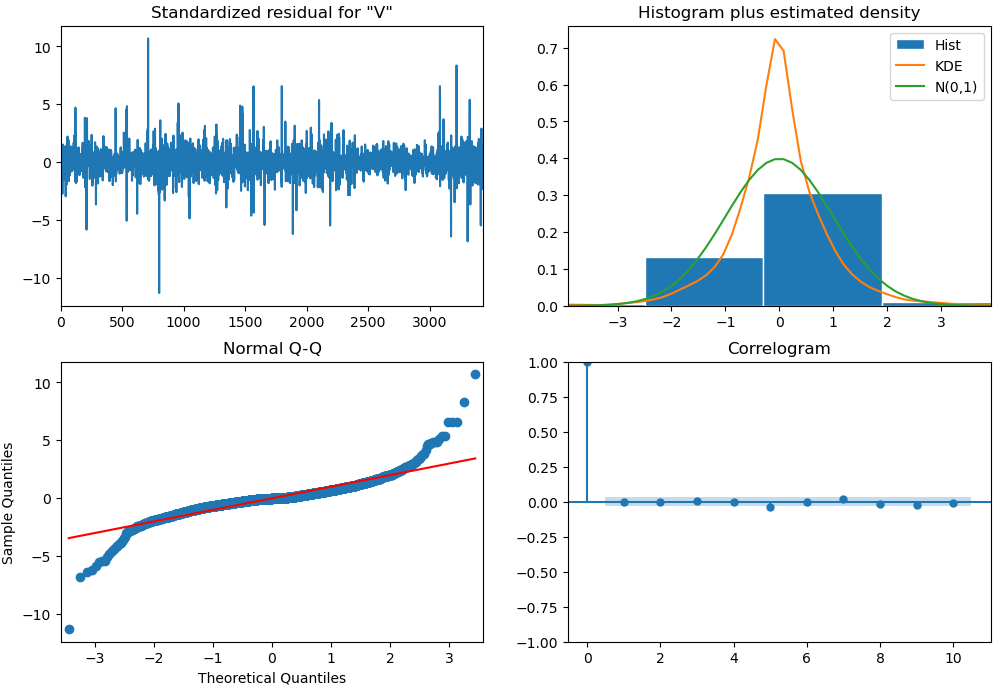 Standardized residual for "V"
10
5
0
−5
−10
0 500 1000 1500 2000 2500 3000
Histogram plus estimated density
0.7
0.6
0.5
0.4
0.3
0.2
0.1
0.0
−3 −2 −1 0 1 2 3
Hist
KDE
N(0,1)
Normal Q-Q
Sample Quantiles
10
5
0
−5
−10
−3 −2 −1 0 1 2 3
Theoretical Quantiles
Correlogram
1.00
0.75
0.50
0.25
0.00
−0.25
−0.50
−0.75
−1.00
0 2 4 6 8 10